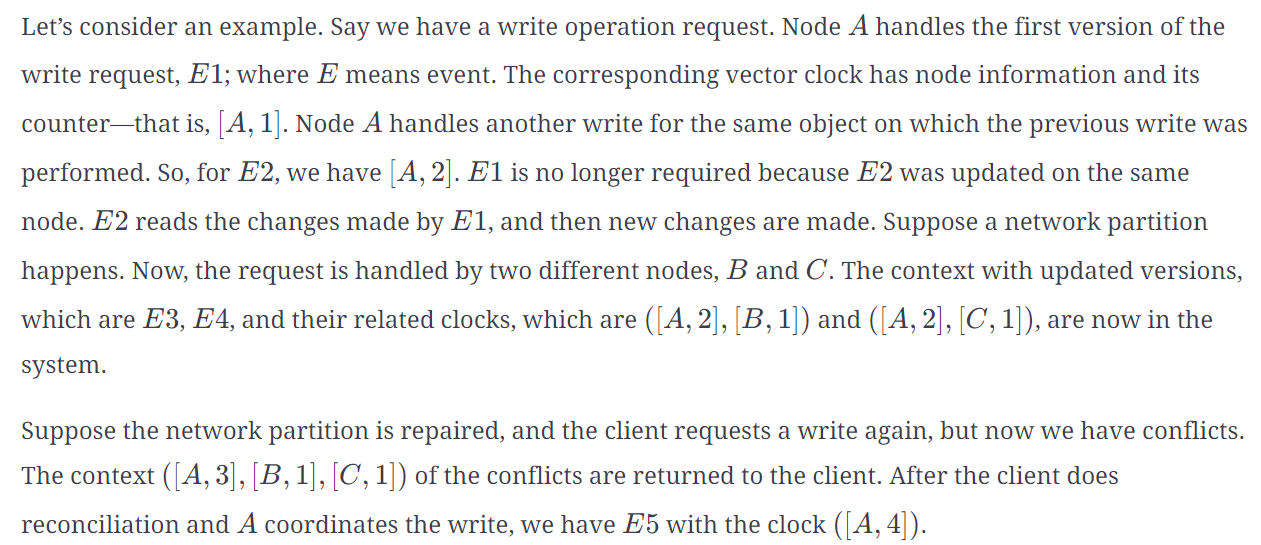 Let’s consider an example. Say we have a write operation request. Node A handles the first version of the
write request, E1; where E means event. The corresponding vector clock has node information and its
counter—that is, [A, 1]. Node A handles another write for the same object on which the previous write was
performed. So, for E2, we have [A, 2]. E1 is no longer required because E2 was updated on the same
node. E2 reads the changes made by E1, and then new changes are made. Suppose a network partition
happens. Now, the request is handled by two different nodes, B and C. The context with updated versions,
which are E3, E4, and their related clocks, which are ([A, 2], [B, 1]) and ([A, 2], [C, 1]), are now in the
system.
Suppose the network partition is repaired, and the client requests a write again, but now we have conflicts.
The context ([A, 3], [B, 1], [C, 1]) of the conflicts are returned to the client. After the client does
reconciliation and A coordinates the write, we have E5 with the clock ([A, 4]).